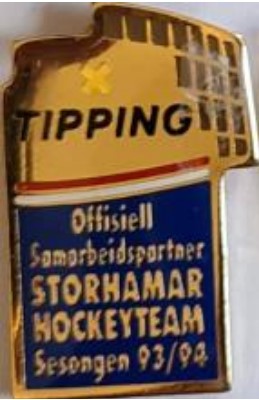 TIPPING
Offisiell
Samarbeidspartner
STORHAMAR
HOCKEYTEAM
Sesongen 93/94